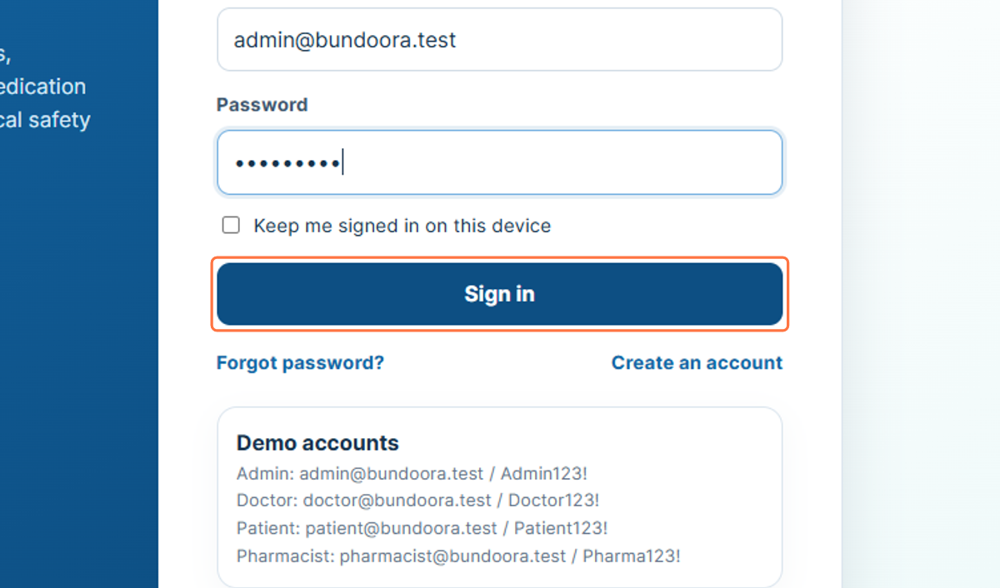 admin@bundoora.test
Password
•••••••••
Keep me signed in on this device
Sign in
Forgot password?
Create an account
Demo accounts
Admin: admin@bundoora.test / Admin123!
Doctor: doctor@bundoora.test / Doctor123!
Patient: patient@bundoora.test / Patient123!
Pharmacist: pharmacist@bundoora.test / Pharma123!
safety